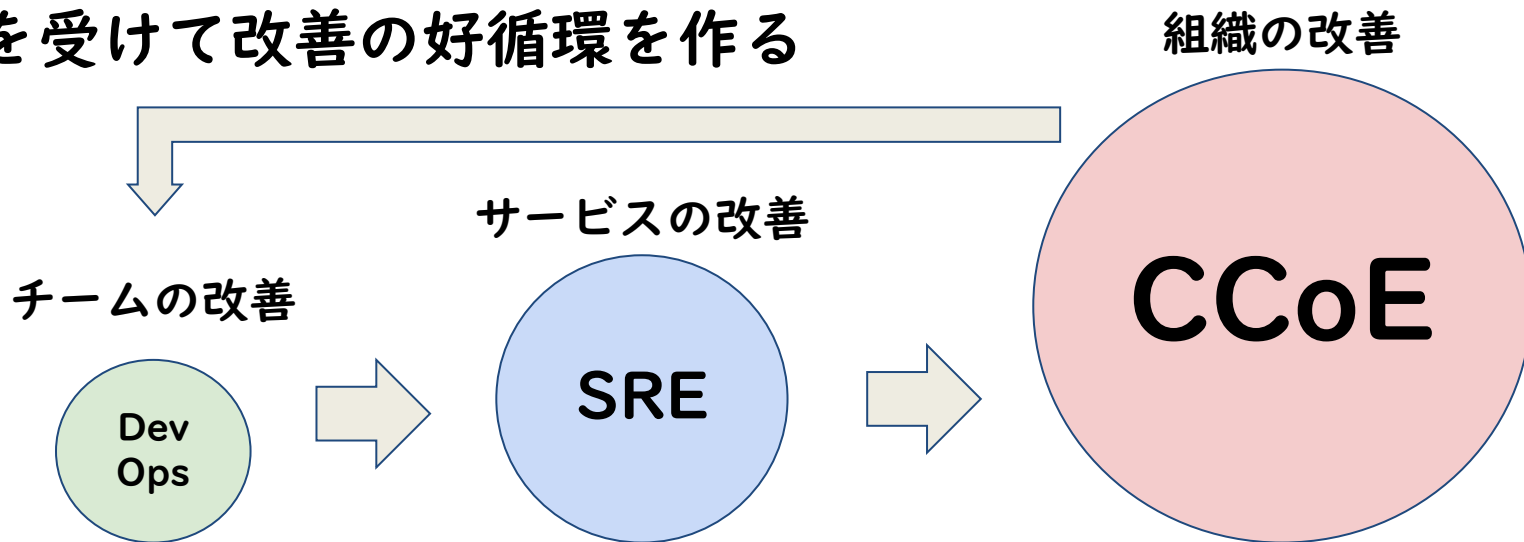 を受けて改善の好循環を作る
組織の改善
サービスの改善
チームの改善
CCoE
SRE
Dev
Ops